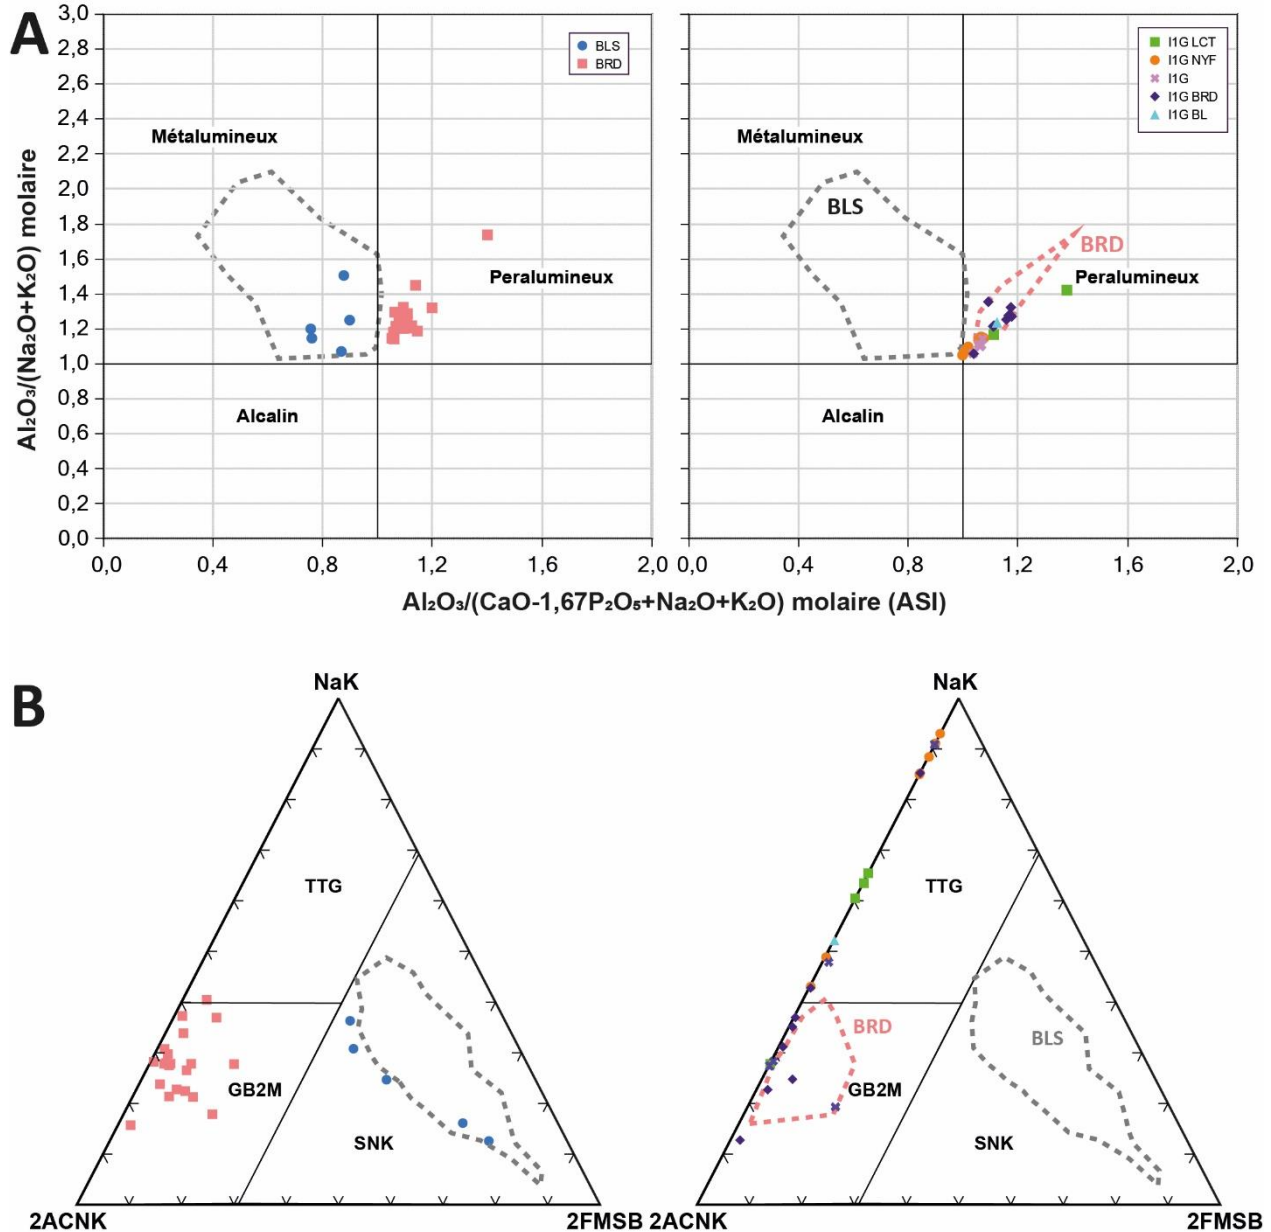 A
3,0
2,8
2,6
2,4
2,2
2,0
1,8
1,6
1,4
1,2
1,0
0,8
0,6
0,4
0,2
0,0
Al₂O₃/(Na₂O+K₂O) molaire
BLS
BRD
Métalumineux
Peralumineux
Alcalin
0,0 0,4 0,8 1,2 1,6 2,0
I1G LCT
I1G NYF
I1G
I1G BRD
I1G BL
Métalumineux
BLS
BRD
Peralumineux
Alcalin
0,0 0,4 0,8 1,2 1,6 2,0
Al₂O₃/(CaO-1,67P₂O₅+Na₂O+K₂O) molaire (ASI)
B
NaK
TTG
GB2M
SNK
2ACNK 2FMSB
NaK
TTG
BRD
BLS
GB2M
SNK
2ACNK 2FMSB